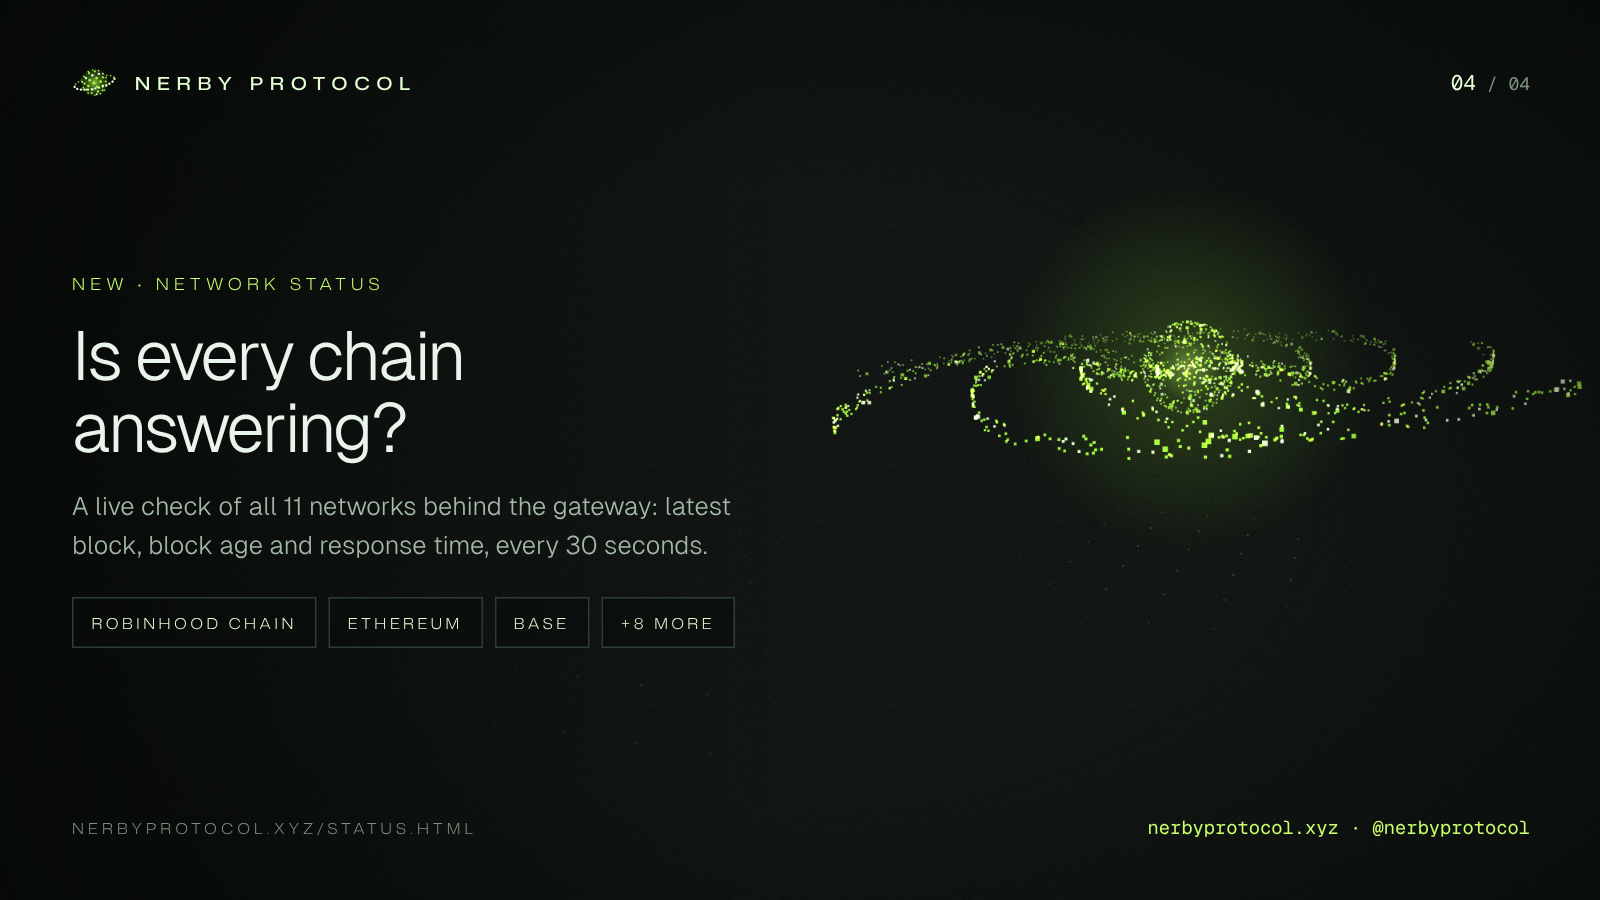 NERBY PROTOCOL
04 / 04
NEW · NETWORK STATUS
Is every chain
answering?
A live check of all 11 networks behind the gateway: latest
block, block age and response time, every 30 seconds.
ROBINHOOD CHAIN
ETHEREUM
BASE
+8 MORE
NERBYPROTOCOL.XYZ/STATUS.HTML
nerbyprotocol.xyz · @nerbyprotocol